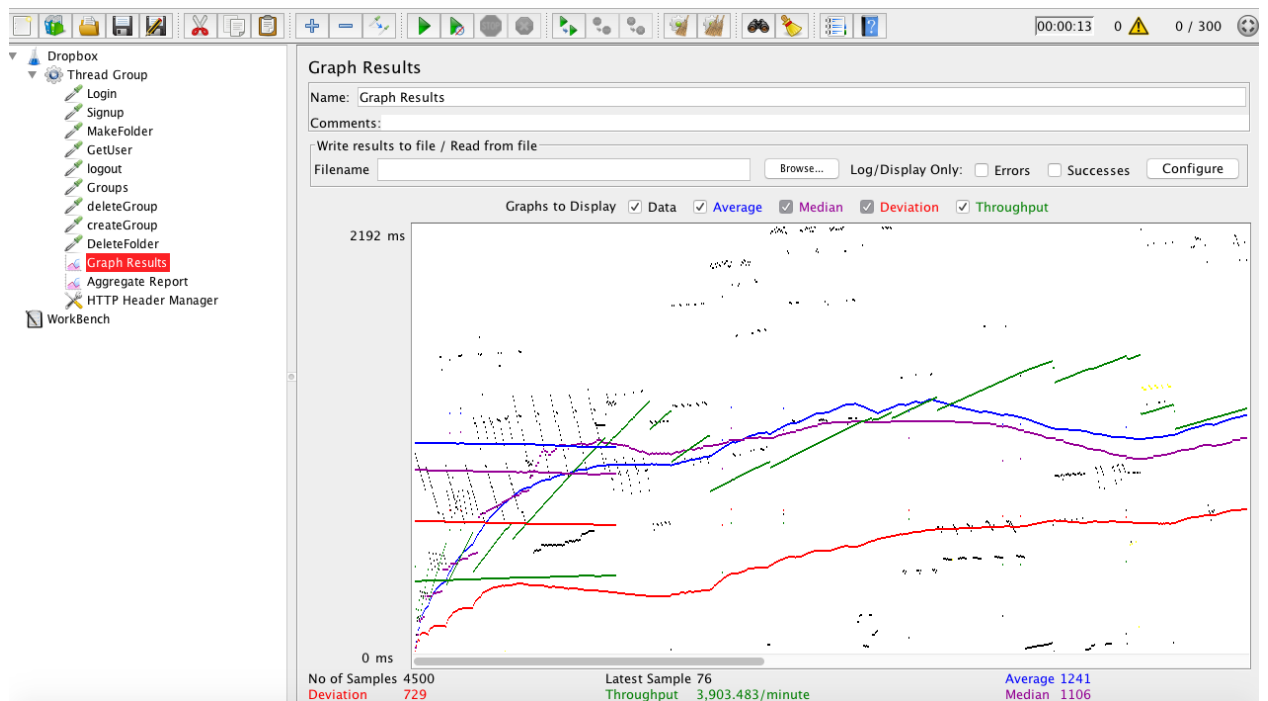 00:00:13 0 0 / 300
Dropbox
Thread Group
Login
Signup
MakeFolder
GetUser
logout
Groups
deleteGroup
createGroup
DeleteFolder
Graph Results
Aggregate Report
HTTP Header Manager
WorkBench
Graph Results
Name: Graph Results
Comments:
Write results to file / Read from file
Filename Browse... Log/Display Only: Errors Successes Configure
Graphs to Display Data Average Median Deviation Throughput
2192 ms
0 ms
No of Samples 4500 Latest Sample 76 Average 1241
Deviation 729 Throughput 3,903.483/minute Median 1106